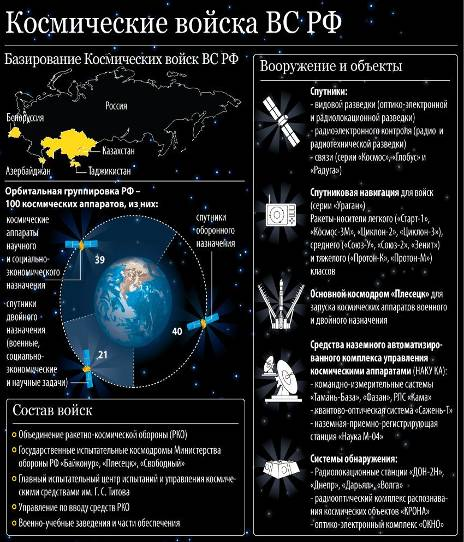 Космические войска ВС РФ
Базирование Космических войск ВС РФ
Россия
Белоруссия
Казахстан
Азербайджан
Таджикистан
Орбитальная группировка РФ –
100 космических аппаратов, из них:
космические
аппараты
научного
и социально-
экономического
назначения
39
спутники
оборонного
назначения
40
спутники
двойного
назначения
(военные,
социально-
экономические
и научные задачи)
21
Состав войск
Объединение ракетно-космической обороны (РКО)
Государственные испытательные космодромы Министерства
обороны РФ «Байконур», «Плесецк», «Свободный»
Главный испытательный центр испытаний и управления космиче-
скими средствами им. Г. С. Титова
Управление по вводу средств РКО
Военно-учебные заведения и части обеспечения
Вооружение и объекты
Спутники:
- видовой разведки (оптико-электронной
и радиолокационной разведки)
- радиоэлектронного контроля (радио- и
радиотехнической разведки)
- связи (серии «Космос», «Глобус» и
«Радуга»)
Спутниковая навигация для войск
(серии «Ураган»)
Ракеты-носители легкого («Старт-1»,
«Космос-3М», «Циклон-2», «Циклон-3»),
среднего («Союз-У», «Союз-2», «Зенит»)
и тяжелого («Протон-К», «Протон-М»)
классов
Основной космодром «Плесецк» для
запуска космических аппаратов военного
и двойного назначения
Средства наземного автоматизиро-
ванного комплекса управления
космическими аппаратами (НАКУ КА):
- командно-измерительные системы
«Тамань-База», «Фазан», РЛС «Кама»
- квантово-оптическая система «Сажень-Т»
- наземная-приемно-регистрирующая
станция «Наука М-04»
Системы обнаружения:
- Радиолокационные станции «ДОН-2Н»,
«Днепр», «Дарьял», «Волга»
- радиооптический комплекс распознава-
ния космических объектов «КРОНА»
- оптико-электронный комплекс «ОКНО»